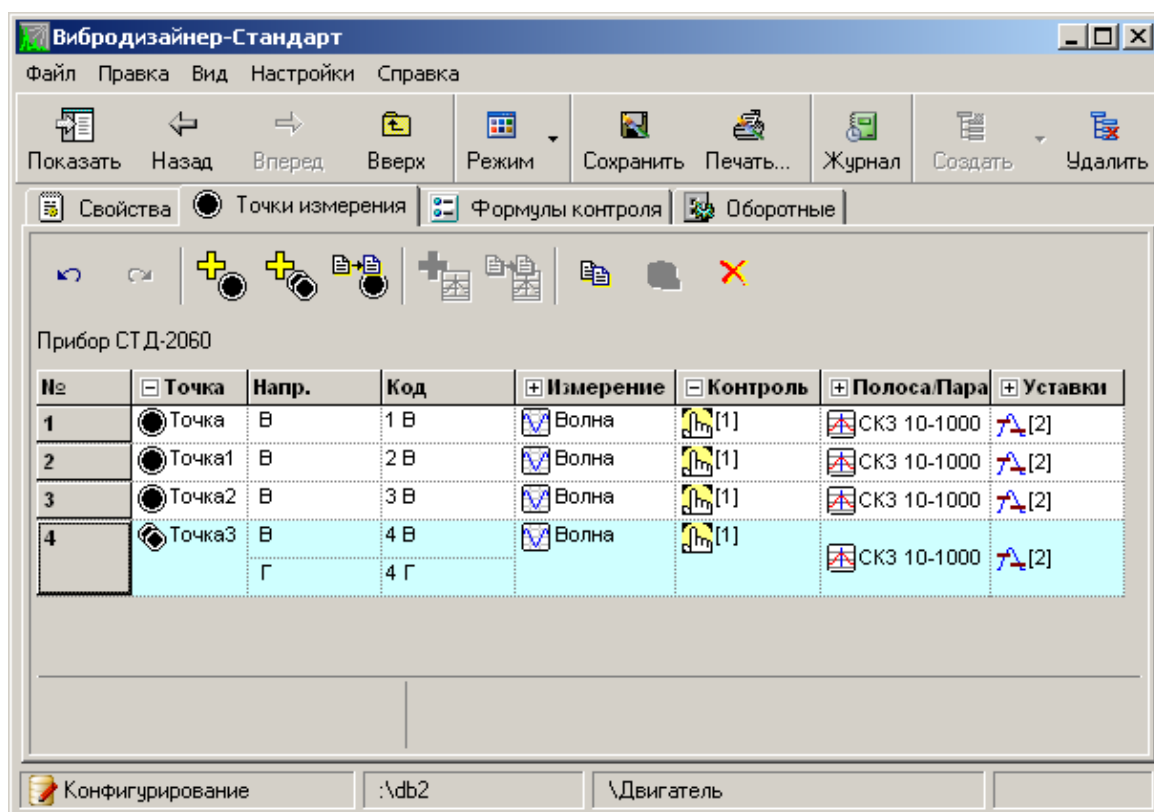 Вибродизайнер-Стандарт
Файл Правка Вид Настройки Справка
Показать Назад Вперед Вверх Режим Сохранить Печать... Журнал Создать Удалить
Свойства Точки измерения Формулы контроля Оборотные
Прибор СТД-2060
№ Точка Напр. Код Измерение Контроль Полоса/Пара Уставки
1 Точка В 1 В Волна [1] СКЗ 10-1000 [2]
2 Точка1 В 2 В Волна [1] СКЗ 10-1000 [2]
3 Точка2 В 3 В Волна [1] СКЗ 10-1000 [2]
4 Точка3 В 4 В Волна [1] СКЗ 10-1000 [2]
Г 4 Г
Конфигурирование :\db2 \Двигатель